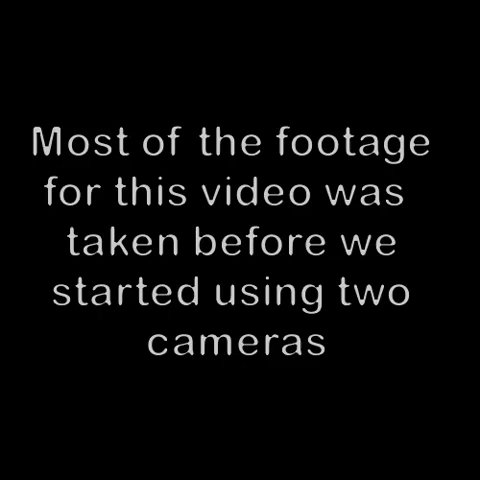 Most of the footage
for this video was
taken before we
started using two
cameras